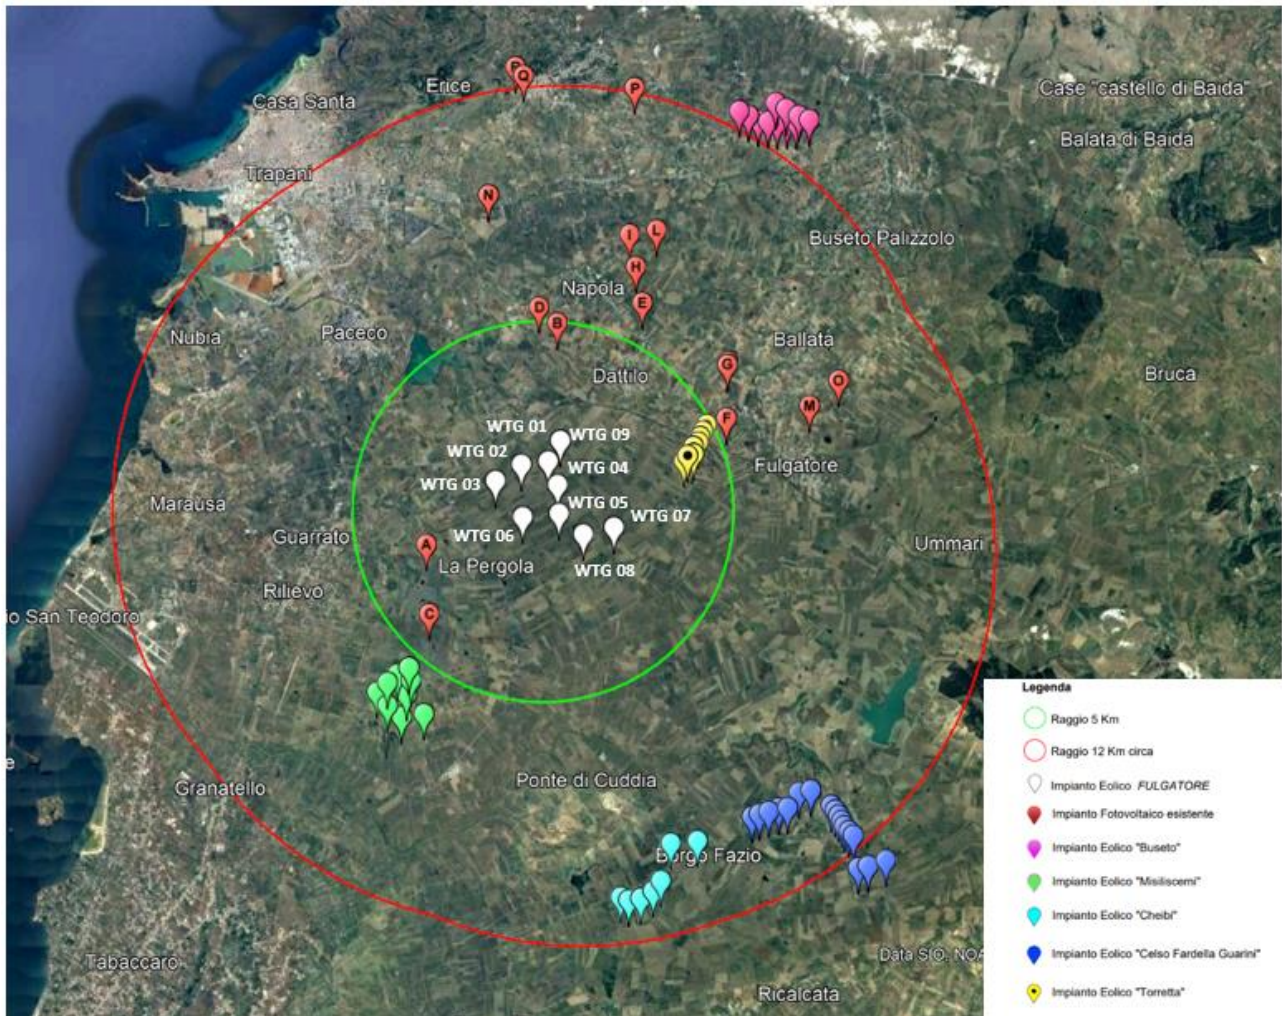 R
Q
Erice
P
Case "castello di Baida"
Casa Santa
Balata di Baida
Trapani
N
I
L
Buseto Palizzolo
H
Napola
D
E
B
Nubia
Paceco
Ballata
Dattilo
G
O
Bruca
M
F
WTG 01
WTG 09
WTG 02
WTG 04
Fulgatore
WTG 03
Marausa
WTG 05
WTG 07
Guarrato
WTG 06
A
Ummari
La Pergola
WTG 08
Rilievo
io San Teodoro
C
Legenda
Raggio 5 Km
Raggio 12 Km circa
e
Ponte di Cuddia
Granatello
Impianto Eolico FULGATORE
Impianto Fotovoltaico esistente
Borgo Fazio
Impianto Eolico "Buseto"
Impianto Eolico "Misiliscemi"
Impianto Eolico "Cheibi"
Tabaccaro
Data SIO, NOA
Impianto Eolico "Celso Fardella Guarini"
Ricalcata
Impianto Eolico "Torretta"